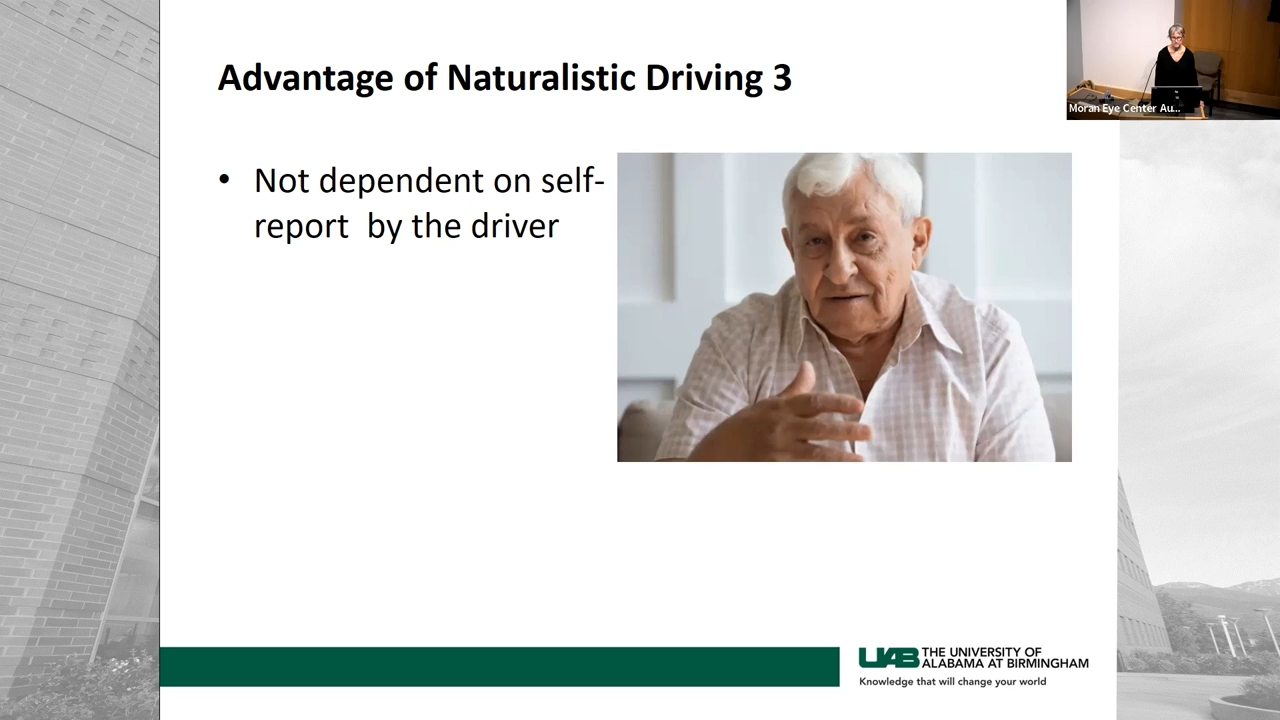 Advantage of Naturalistic Driving 3
Moran Eye Center Au...
• Not dependent on self-
report by the driver
UAB THE UNIVERSITY OF
ALABAMA AT BIRMINGHAM
Knowledge that will change your world